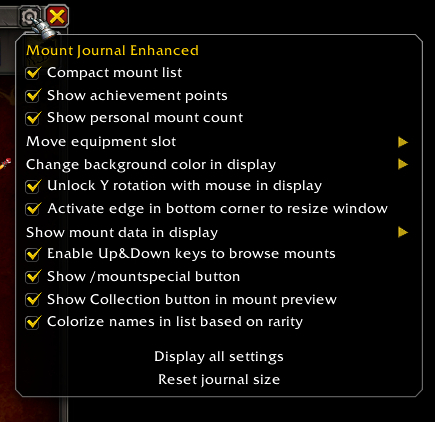 Mount Journal Enhanced
Compact mount list
Show achievement points
Show personal mount count
Move equipment slot
Change background color in display
Unlock Y rotation with mouse in display
Activate edge in bottom corner to resize window
Show mount data in display
Enable Up&Down keys to browse mounts
Show /mountspecial button
Show Collection button in mount preview
Colorize names in list based on rarity
Display all settings
Reset journal size